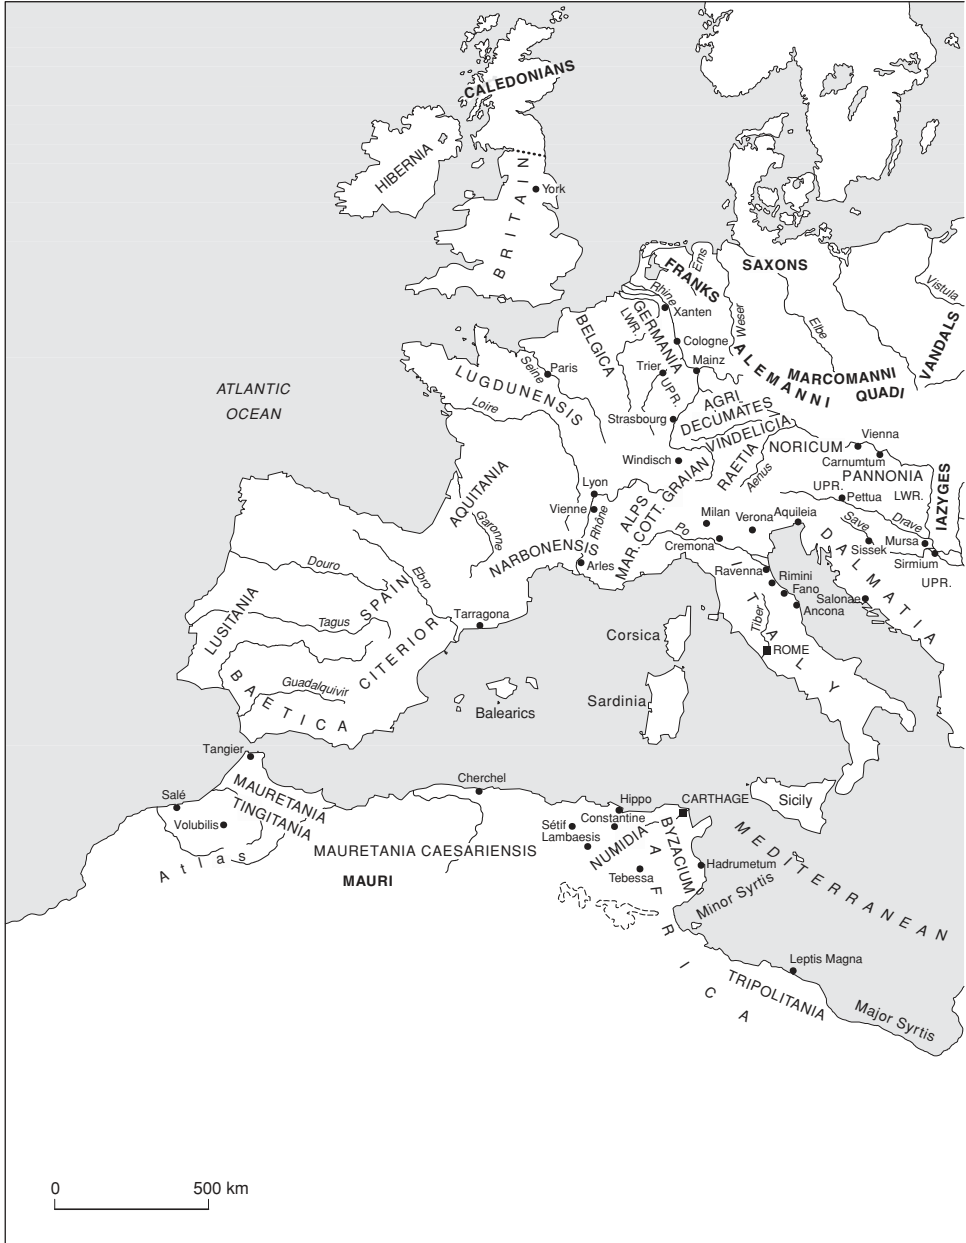 CALEDONIANS
HIBERNIA
BRITAIN
York
SAXONS
FRANKS
Ems
Rhine
Weser
Elbe
Vistula
VANDALS
Xanten
LWR.
GERMANIA
UPR.
BELGICA
Cologne
Trier
Mainz
ALEMANNI
MARCOMANNI
QUADI
Seine
Paris
LUGDUNENSIS
Loire
ATLANTIC
OCEAN
Strasbourg
AGRI
DECUMATES
VINDELICIA
NORICUM
Vienna
Carnumtum
PANNONIA
UPR.
LWR.
IAZYGES
Windisch
RAETIA
Aenus
Pettua
Lyon
Vienne
Rhône
ALPS
MAR.
COTT.
GRAIAN
AQUITANIA
Garonne
NARBONENSIS
Arles
Po
Milan
Verona
Aquileia
Cremona
Save
Drave
Sissek
Mursa
Sirmium
UPR.
DALMATIA
Salonae
Ravenna
Rimini
Fano
Ancona
ITALY
Tiber
ROME
Corsica
Sardinia
Douro
Ebro
SPAIN
CITERIOR
Tagus
LUSITANIA
Tarragona
BAETICA
Guadalquivir
Balearics
Tangier
Cherchel
Salé
Volubilis
MAURETANIA
TINGITANIA
Atlas
MAURETANIA CAESARIENSIS
MAURI
Hippo
CARTHAGE
Sicily
Sétif
Constantine
Lambaesis
NUMIDIA
BYZACIUM
Tebessa
Hadrumetum
AFRICA
Minor Syrtis
MEDITERRANEAN
Leptis Magna
TRIPOLITANIA
Major Syrtis
0 500 km